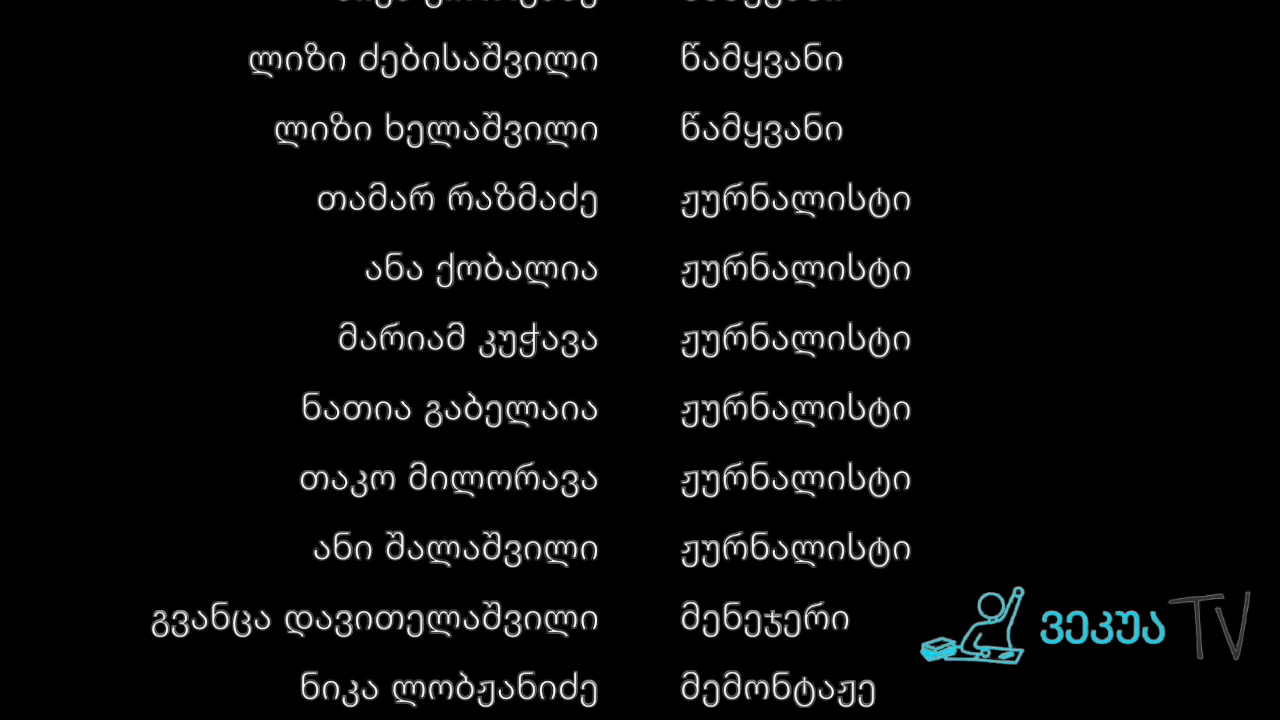 ლიზი ძებისაშვილი წამყვანი
ლიზი ხელაშვილი წამყვანი
თამარ რაზმაძე ჟურნალისტი
ანა ქობალია ჟურნალისტი
მარიამ კუჭავა ჟურნალისტი
ნათია გაბელაია ჟურნალისტი
თაკო მილორავა ჟურნალისტი
ანი შალაშვილი ჟურნალისტი
გვანცა დავითელაშვილი მენეჯერი
ვეკუა TV
ნიკა ლობჟანიძე მემონტაჟე